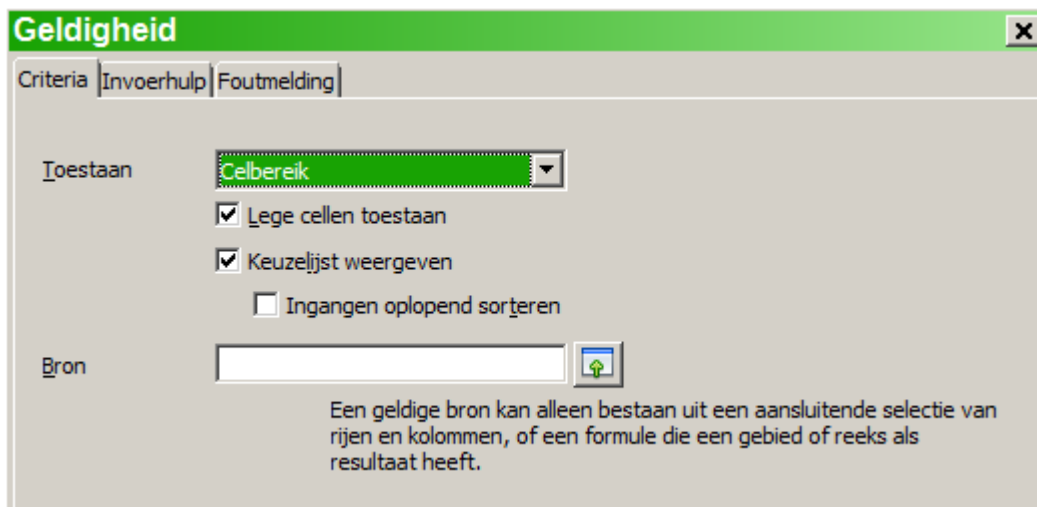 Geldigheid
Criteria Invoerhulp Foutmelding
Toestaan Celbereik
Lege cellen toestaan
Keuzelijst weergeven
Ingangen oplopend sorteren
Bron
Een geldige bron kan alleen bestaan uit een aansluitende selectie van
rijen en kolommen, of een formule die een gebied of reeks als
resultaat heeft.